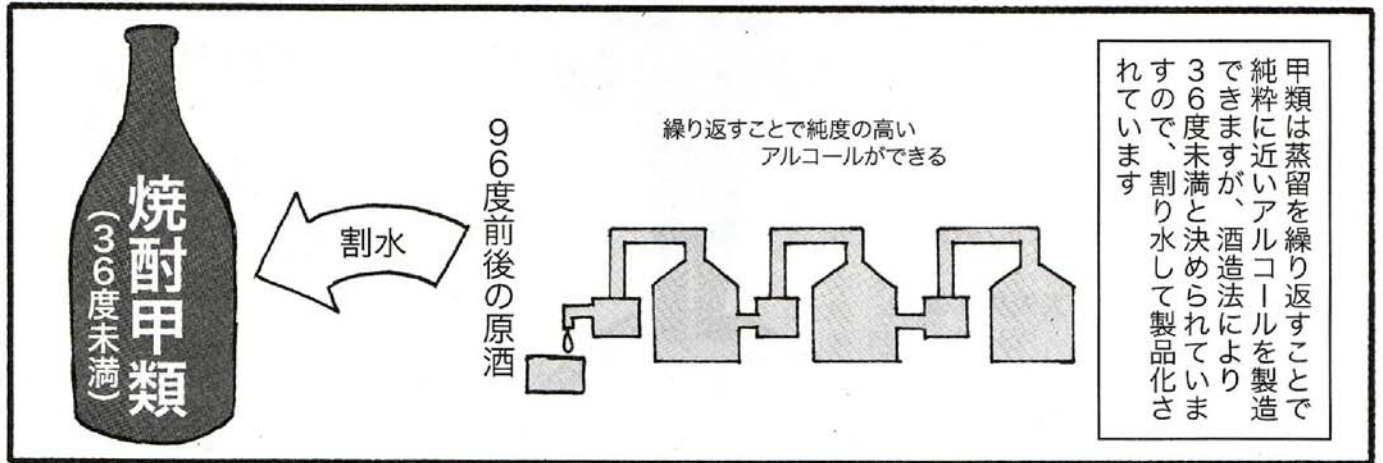 甲類は蒸留を繰り返すことで
純粋に近いアルコールを製造
できますが、酒造法により
36度未満と決められていま
すので、割り水して製品化さ
れています
繰り返すことで純度の高い
アルコールができる
96度前後の原酒
割水
焼酎甲類
(36度未満)